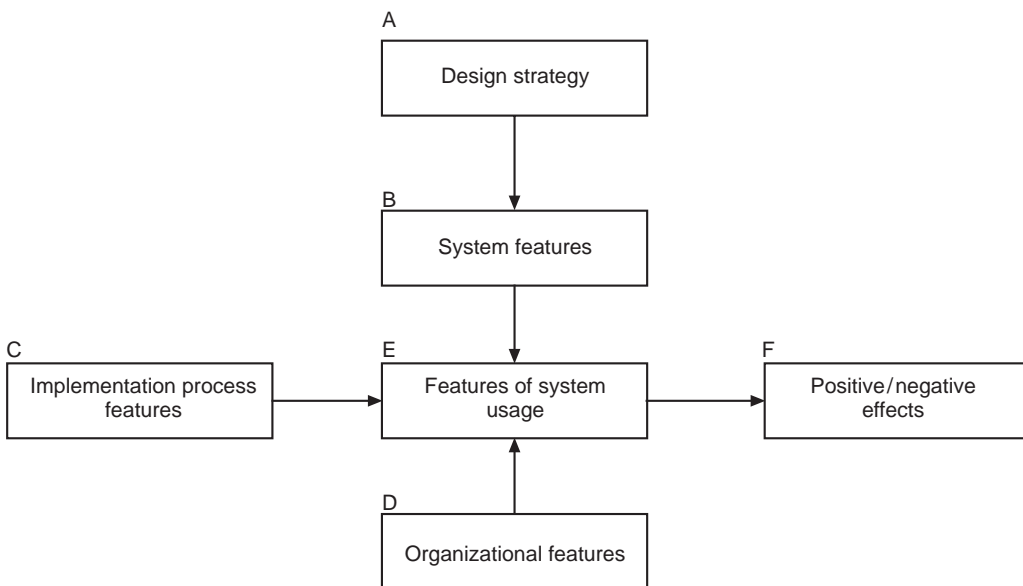 A
Design strategy
B
System features
C
Implementation process
features
E
Features of system
usage
F
Positive/negative
effects
D
Organizational features